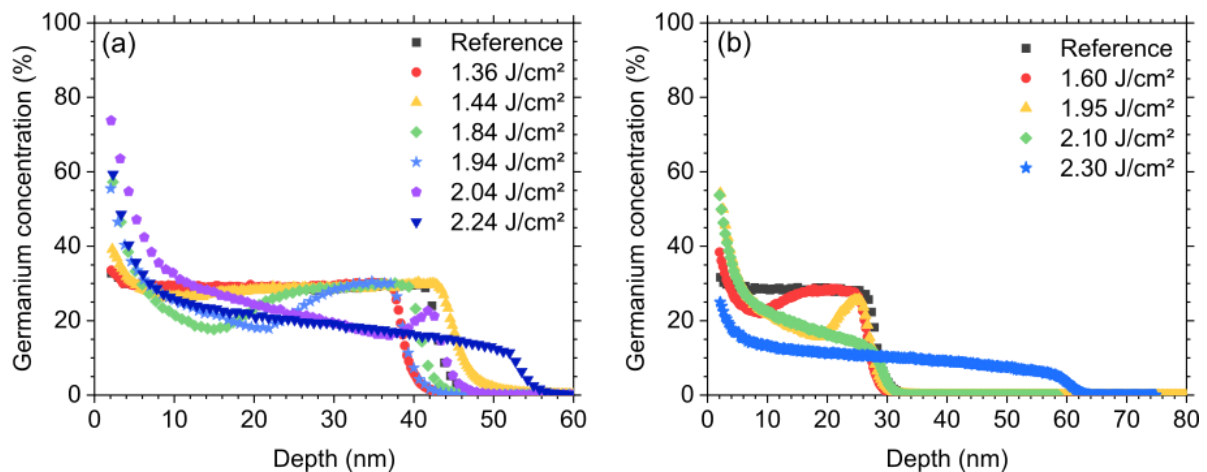 (a)
Germanium concentration (%)
100
80
60
40
20
0
Reference
1.36 J/cm²
1.44 J/cm²
1.84 J/cm²
1.94 J/cm²
2.04 J/cm²
2.24 J/cm²
0 10 20 30 40 50 60
Depth (nm)
(b)
Germanium concentration (%)
100
80
60
40
20
0
Reference
1.60 J/cm²
1.95 J/cm²
2.10 J/cm²
2.30 J/cm²
0 10 20 30 40 50 60 70 80
Depth (nm)